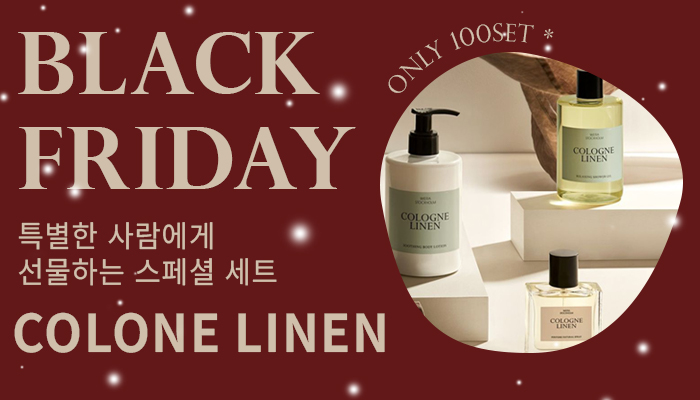 BLACK
FRIDAY
ONLY 100SET *
특별한 사람에게
선물하는 스페셜 세트
COLONE LINEN
COLOGNE
LINEN
COLOGNE
LINEN
COLOGNE
LINEN